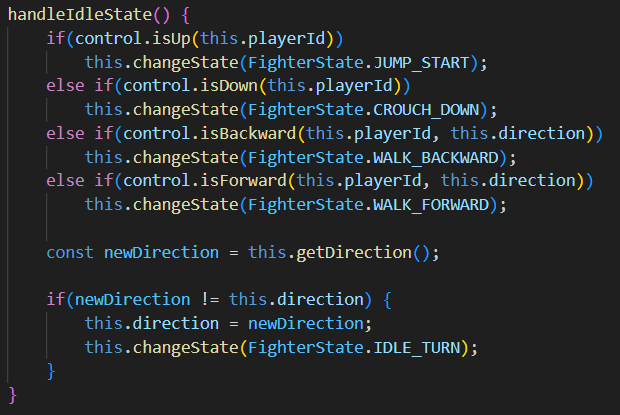 handleIdleState() {
    if(control.isUp(this.playerId))
        this.changeState(FighterState.JUMP_START);
    else if(control.isDown(this.playerId))
        this.changeState(FighterState.CROUCH_DOWN);
    else if(control.isBackward(this.playerId, this.direction))
        this.changeState(FighterState.WALK_BACKWARD);
    else if(control.isForward(this.playerId, this.direction))
        this.changeState(FighterState.WALK_FORWARD);

    const newDirection = this.getDirection();

    if(newDirection != this.direction) {
        this.direction = newDirection;
        this.changeState(FighterState.IDLE_TURN);
    }
}